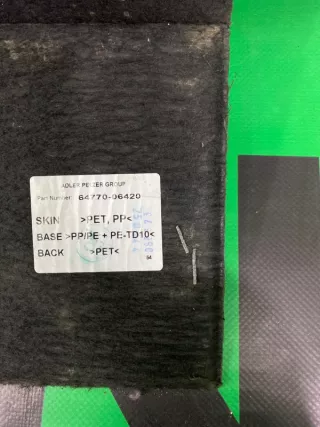 ADLER PELZER GROUP
Part Number 64770-06420
SKIN >PET, PP<
BASE >PP/PE + PE-TD10<
BACK >PET<